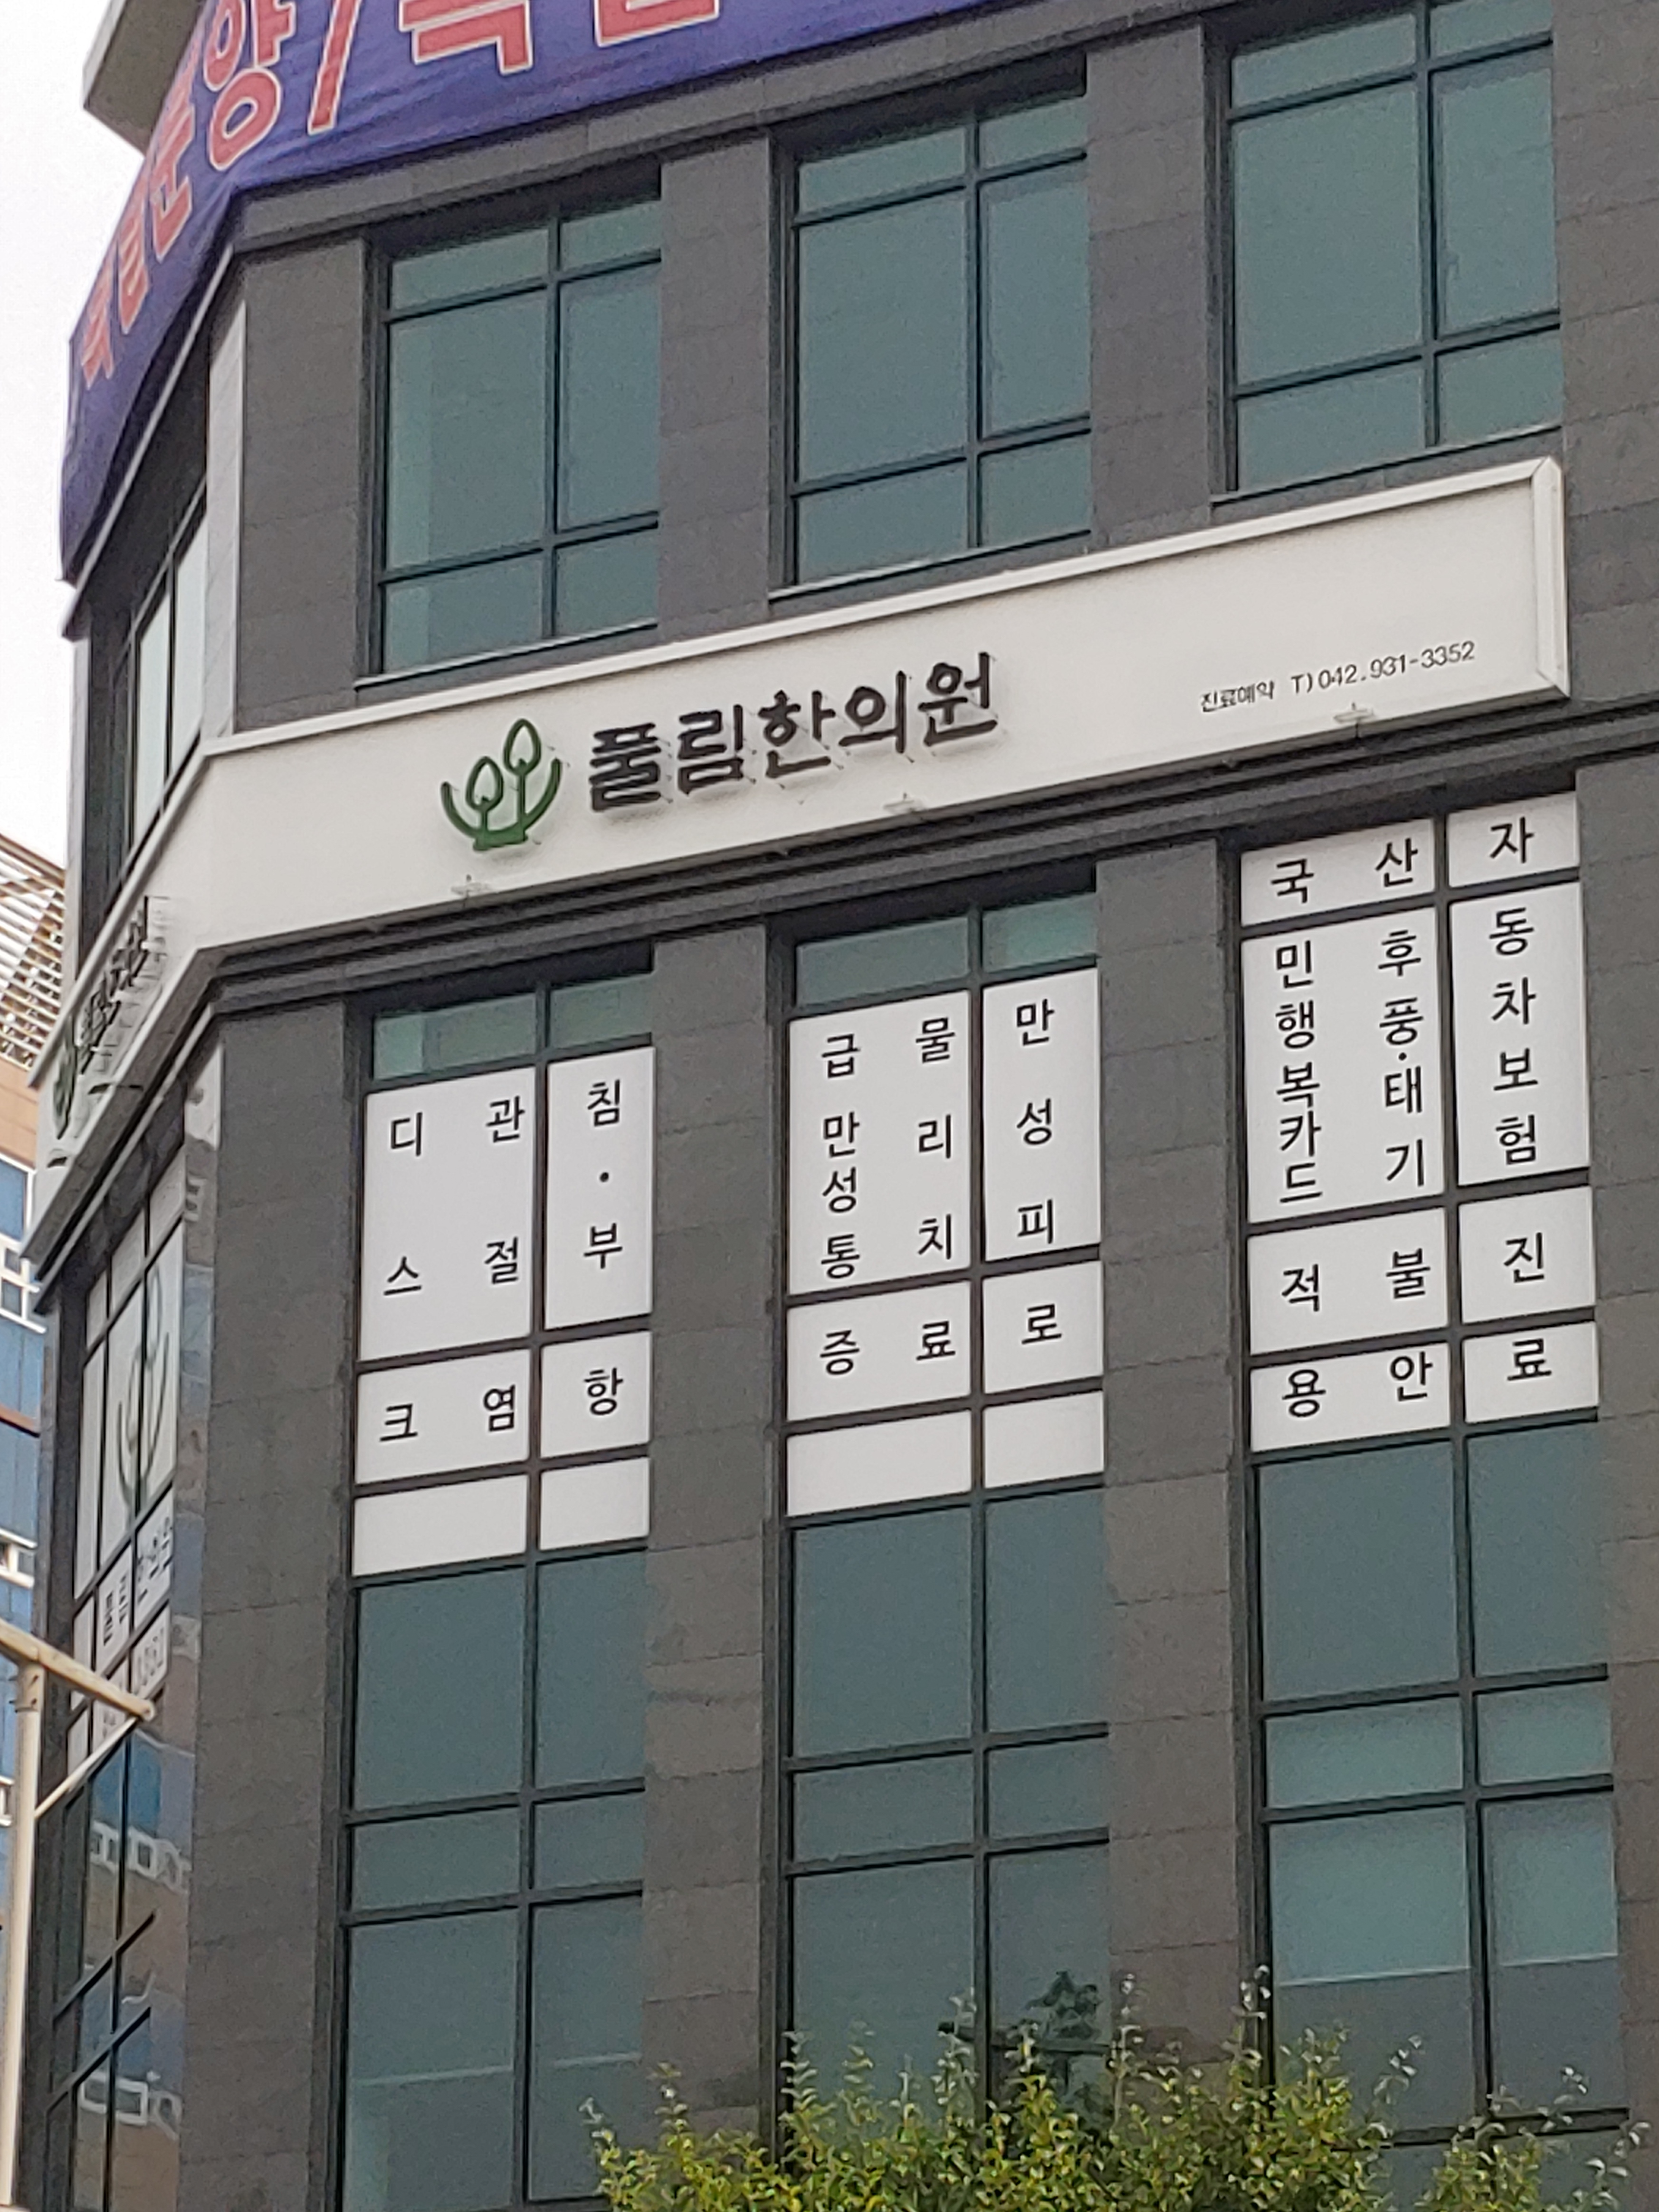 풀림한의원
진료예약 T)042.931-3352
디스크
관절염
침·부항
급만성통증
물리치료
만성피로
국민행복카드적용
산후풍·태기불안
자동차보험진료